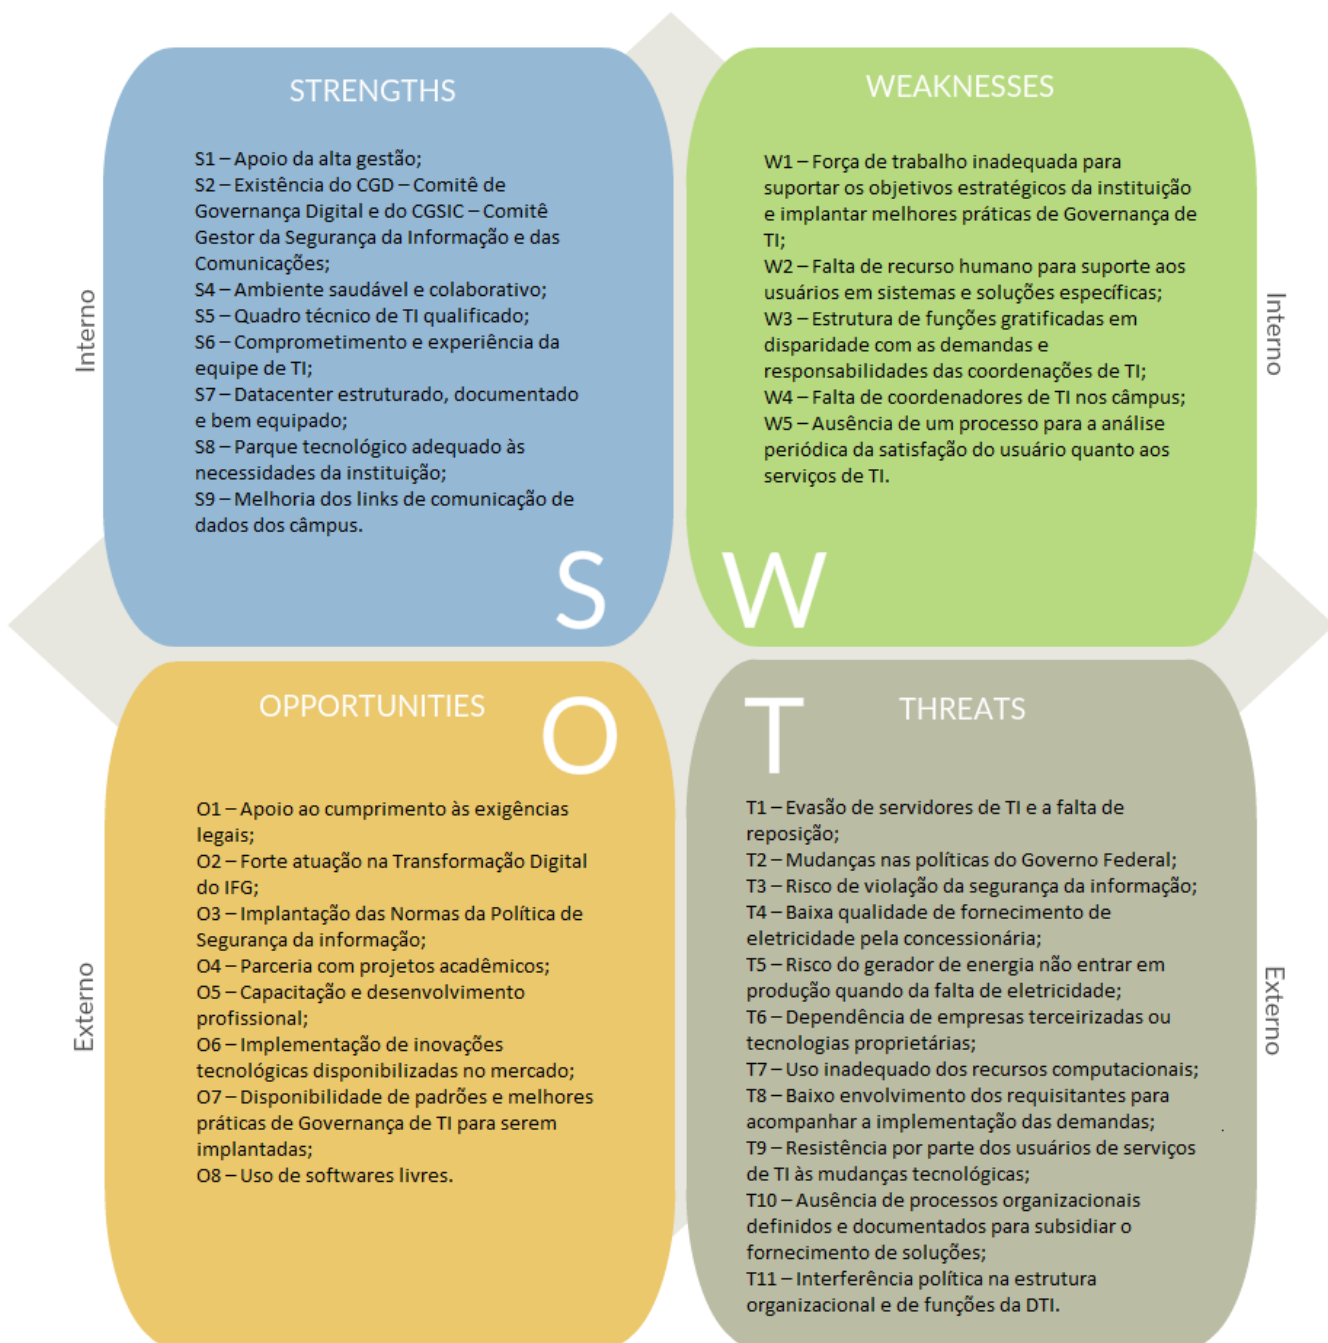 STRENGTHS
S1 – Apoio da alta gestão;
S2 – Existência do CGD – Comitê de
Governança Digital e do CGSIC – Comitê
Gestor da Segurança da Informação e das
Comunicações;
S4 – Ambiente saudável e colaborativo;
S5 – Quadro técnico de TI qualificado;
S6 – Comprometimento e experiência da
equipe de TI;
S7 – Datacenter estruturado, documentado
e bem equipado;
S8 – Parque tecnológico adequado às
necessidades da instituição;
S9 – Melhoria dos links de comunicação de
dados dos câmpus.
S
Interno
WEAKNESSES
W1 – Força de trabalho inadequada para
suportar os objetivos estratégicos da instituição
e implantar melhores práticas de Governança de
TI;
W2 – Falta de recurso humano para suporte aos
usuários em sistemas e soluções específicas;
W3 – Estrutura de funções gratificadas em
disparidade com as demandas e
responsabilidades das coordenações de TI;
W4 – Falta de coordenadores de TI nos câmpus;
W5 – Ausência de um processo para a análise
periódica da satisfação do usuário quanto aos
serviços de TI.
W
Interno
OPPORTUNITIES
O
O1 – Apoio ao cumprimento às exigências
legais;
O2 – Forte atuação na Transformação Digital
do IFG;
O3 – Implantação das Normas da Política de
Segurança da informação;
O4 – Parceria com projetos acadêmicos;
O5 – Capacitação e desenvolvimento
profissional;
O6 – Implementação de inovações
tecnológicas disponibilizadas no mercado;
O7 – Disponibilidade de padrões e melhores
práticas de Governança de TI para serem
implantadas;
O8 – Uso de softwares livres.
Externo
T
THREATS
T1 – Evasão de servidores de TI e a falta de
reposição;
T2 – Mudanças nas políticas do Governo Federal;
T3 – Risco de violação da segurança da informação;
T4 – Baixa qualidade de fornecimento de
eletricidade pela concessionária;
T5 – Risco do gerador de energia não entrar em
produção quando da falta de eletricidade;
T6 – Dependência de empresas terceirizadas ou
tecnologias proprietárias;
T7 – Uso inadequado dos recursos computacionais;
T8 – Baixo envolvimento dos requisitantes para
acompanhar a implementação das demandas;
T9 – Resistência por parte dos usuários de serviços
de TI às mudanças tecnológicas;
T10 – Ausência de processos organizacionais
definidos e documentados para subsidiar o
fornecimento de soluções;
T11 – Interferência política na estrutura
organizacional e de funções da DTI.
Externo